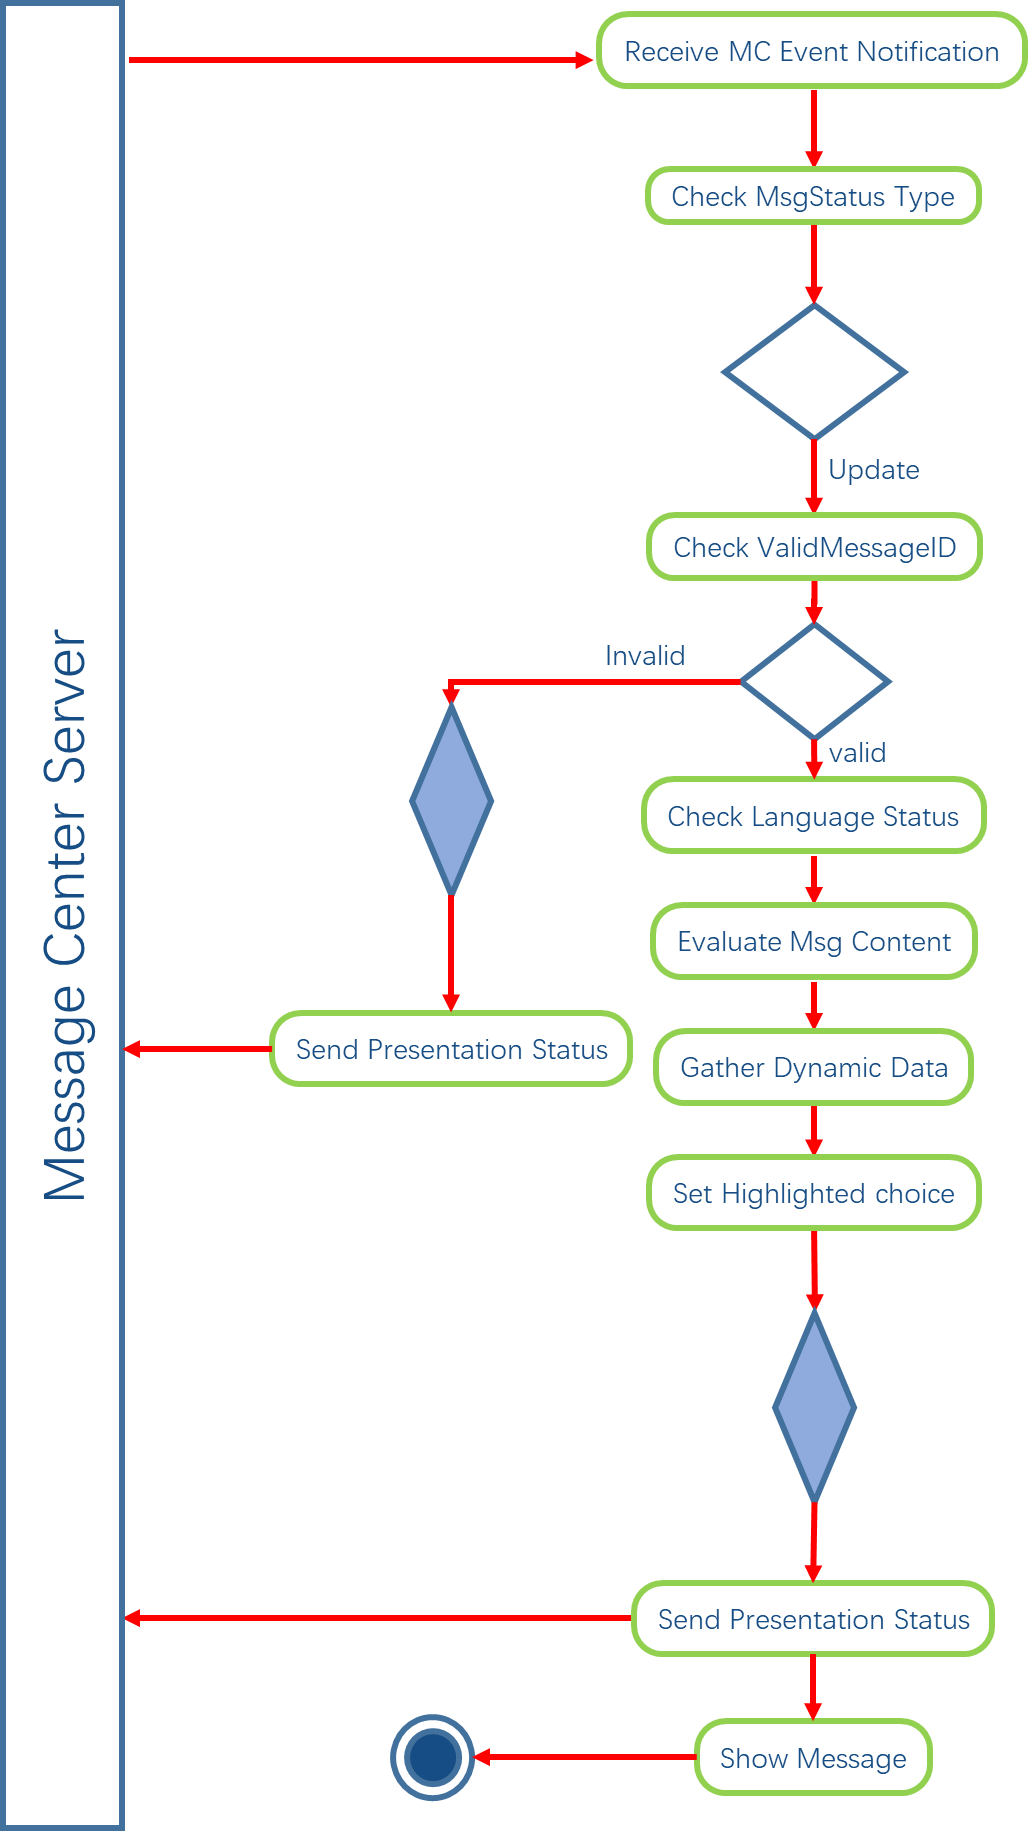 Message Center Server
Receive MC Event Notification
Check MsgStatus Type
Update
Check ValidMessageID
Invalid
valid
Check Language Status
Evaluate Msg Content
Send Presentation Status
Gather Dynamic Data
Set Highlighted choice
Send Presentation Status
Show Message